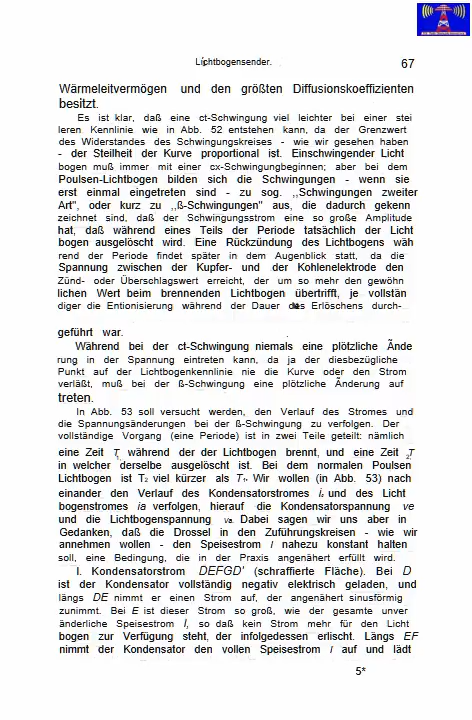 Lichtbogensender. 67
Wärmeleitvermögen und den größten Diffusionskoeffizienten
besitzt.
Es ist klar, daß eine ct-Schwingung viel leichter bei einer stei
leren Kennlinie wie in Abb. 52 entstehen kann, da der Grenzwert
des Widerstandes des Schwingungskreises - wie wir gesehen haben
- der Steilheit der Kurve proportional ist. Einschwingender Licht
bogen muß immer mit einer cx-Schwingungbeginnen; aber bei dem
Poulsen-Lichtbogen bilden sich die Schwingungen - wenn sie
erst einmal eingetreten sind - zu sog. ,,Schwingungen zweiter
Art", oder kurz zu ,,ß-Schwingungen" aus, die dadurch gekenn
zeichnet sind, daß der Schwingungsstrom eine so große Amplitude
hat, daß während eines Teils der Periode tatsächlich der Licht
bogen ausgelöscht wird. Eine Rückzündung des Lichtbogens wäh
rend der Periode findet später in dem Augenblick statt, da die
Spannung zwischen der Kupfer- und der Kohlenelektrode den
Zünd- oder Überschlagswert erreicht, der um so mehr den gewöhn
lichen Wert beim brennenden Lichtbogen übertrifft, je vollstän
diger die Entionisierung während der Dauer des Erlöschens durch-
geführt war.
Während bei der ct-Schwingung niemals eine plötzliche Ände
rung in der Spannung eintreten kann, da ja der diesbezügliche
Punkt auf der Lichtbogenkennlinie nie die Kurve oder den Strom
verläßt, muß bei der ß-Schwingung eine plötzliche Änderung auf
treten.
In Abb. 53 soll versucht werden, den Verlauf des Stromes und
die Spannungsänderungen bei der ß-Schwingung zu verfolgen. Der
vollständige Vorgang (eine Periode) ist in zwei Teile geteilt: nämlich
eine Zeit T1, während der der Lichtbogen brennt, und eine Zeit T2,
in welcher derselbe ausgelöscht ist. Bei dem normalen Poulsen
Lichtbogen ist T2 viel kürzer als T1. Wir wollen (in Abb. 53) nach
einander den Verlauf des Kondensatorstromes ic und des Licht
bogenstromes ia verfolgen, hierauf die Kondensatorspannung ve
und die Lichtbogenspannung va. Dabei sagen wir uns aber in
Gedanken, daß die Drossel in den Zuführungskreisen - wie wir
annehmen wollen - den Speisestrom I nahezu konstant halten
soll, eine Bedingung, die in der Praxis angenähert erfüllt wird.
I. Kondensatorstrom DEFGD' (schraffierte Fläche). Bei D
ist der Kondensator vollständig negativ elektrisch geladen, und
längs DE nimmt er einen Strom auf, der angenähert sinusförmig
zunimmt. Bei E ist dieser Strom so groß, wie der gesamte unver
änderliche Speisestrom I, so daß kein Strom mehr für den Licht
bogen zur Verfügung steht, der infolgedessen erlischt. Längs EF
nimmt der Kondensator den vollen Speisestrom I auf und lädt
5*